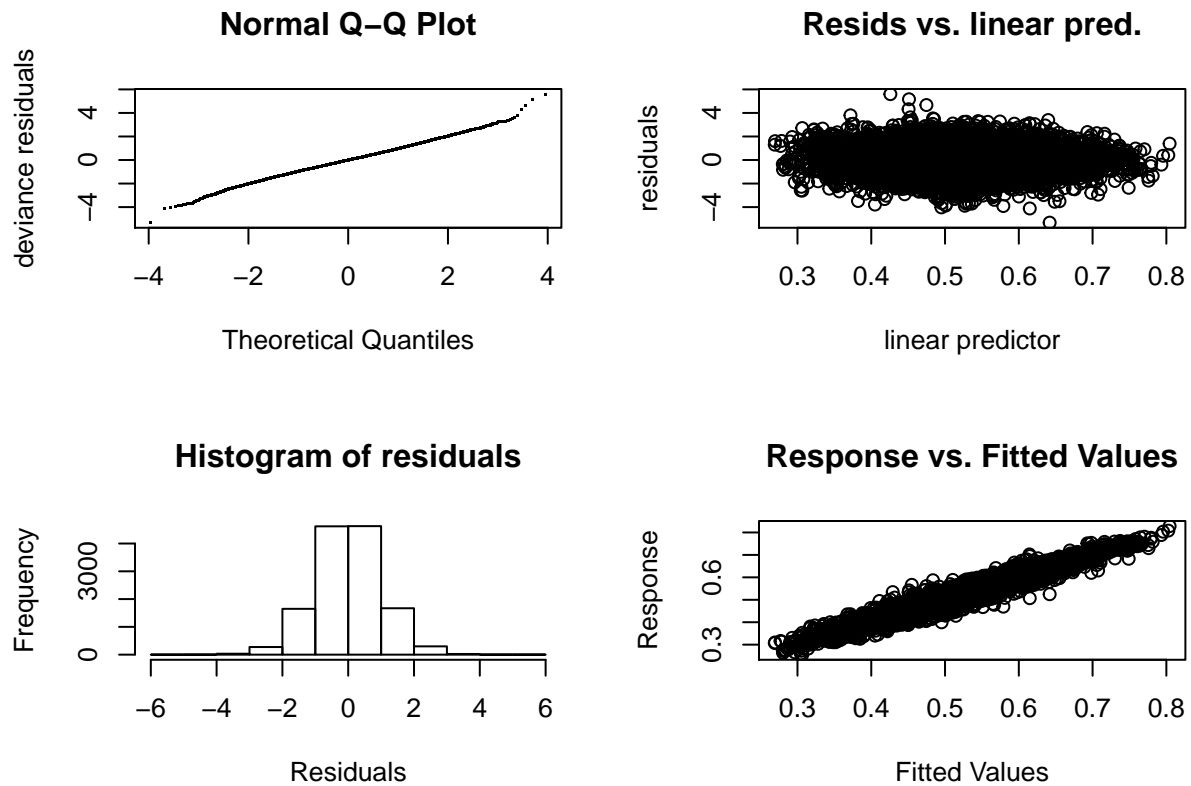 Normal Q−Q Plot
deviance residuals
4
0
−4
−4 −2 0 2 4
Theoretical Quantiles
Resids vs. linear pred.
residuals
4
0
−4
0.3 0.4 0.5 0.6 0.7 0.8
linear predictor
Histogram of residuals
Frequency
3000
0
−6 −4 −2 0 2 4 6
Residuals
Response vs. Fitted Values
Response
0.6
0.3
0.3 0.4 0.5 0.6 0.7 0.8
Fitted Values